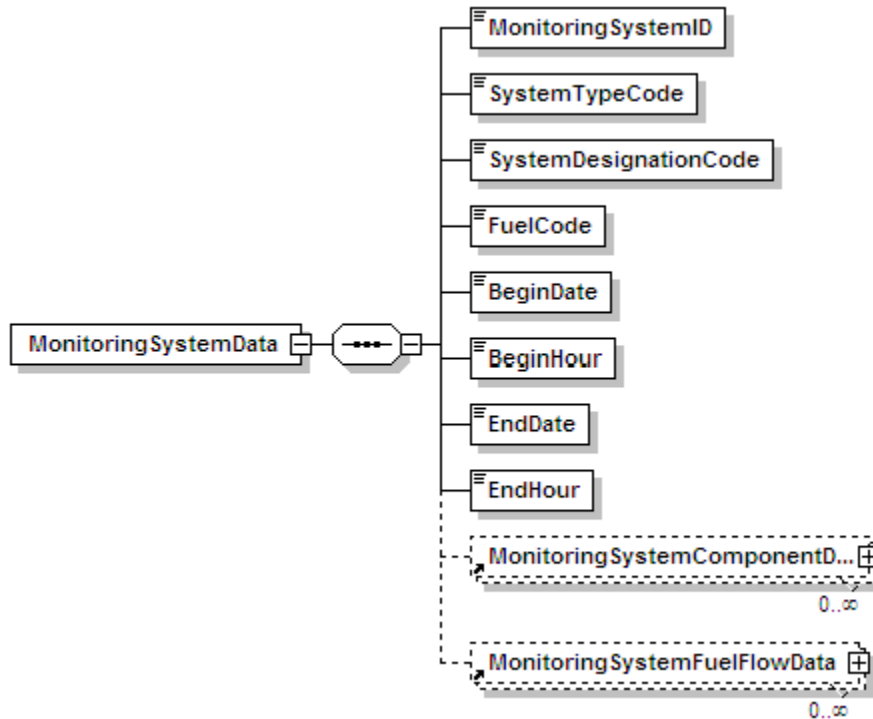 MonitoringSystemID
SystemTypeCode
SystemDesignationCode
FuelCode
BeginDate
MonitoringSystemData
BeginHour
EndDate
EndHour
MonitoringSystemComponentD...
0..∞
MonitoringSystemFuelFlowData
0..∞